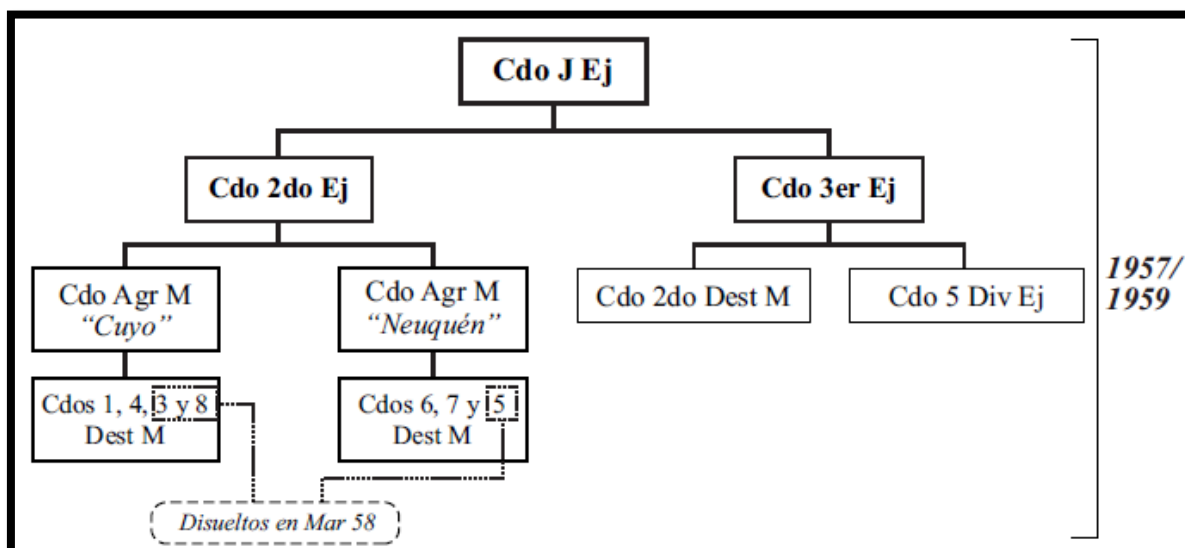 Cdo J Ej
Cdo 2do Ej
Cdo 3er Ej
Cdo Agr M
“Cuyo”
Cdo Agr M
“Neuquén”
Cdo 2do Dest M
Cdo 5 Div Ej
1957/
1959
Cdos 1, 4, 3 y 8
Dest M
Cdos 6, 7 y 5
Dest M
Disueltos en Mar 58